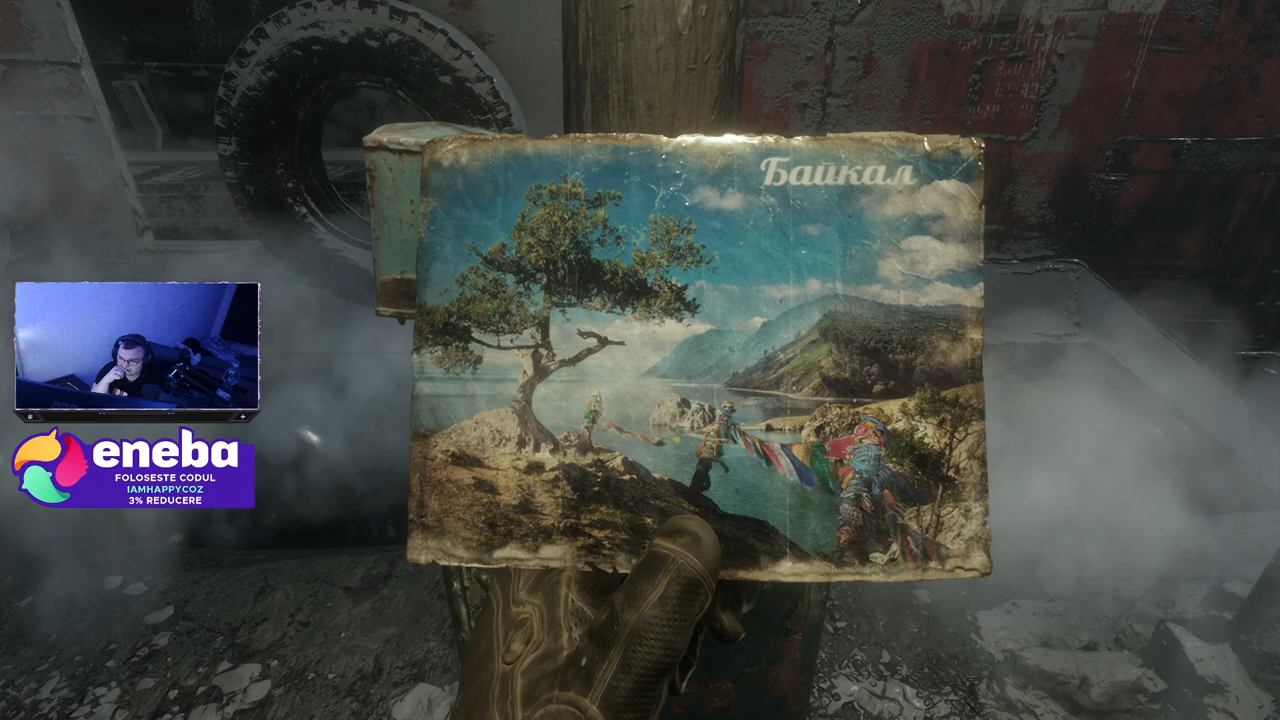 Байкал
eneba
FOLOSESTE CODUL
IAMHAPPYCOZ
3% REDUCERE